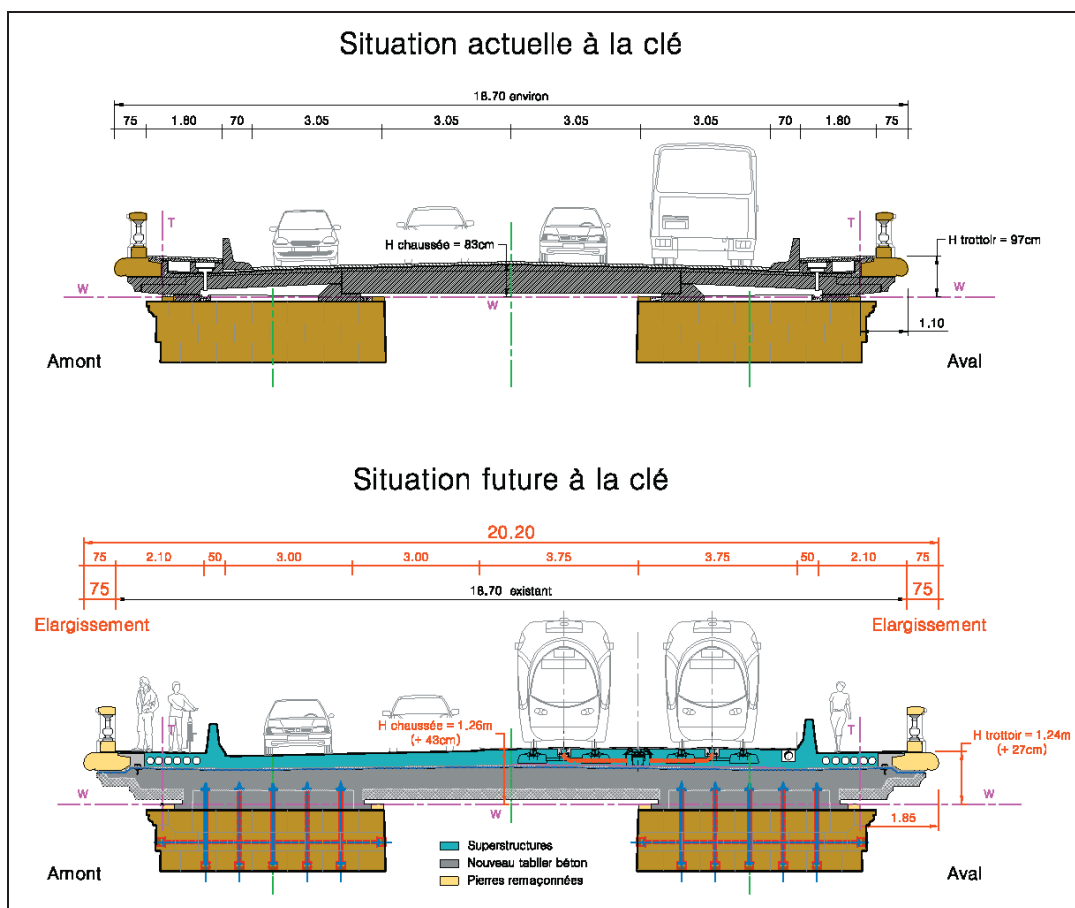 Situation actuelle à la clé
18.70 environ
75 1.80 70 3.05 3.05 3.05 3.05 70 1.80 75
T T
H chaussée = 83cm
H trottoir = 97cm
W W W
1.10
Amont Aval
Situation future à la clé
20.20
75 2.10 50 3.00 3.00 3.75 3.75 50 2.10 75
75 18.70 existant 75
Elargissement Elargissement
T T
H chaussée = 1.26m
(+ 43cm)
H trottoir = 1.24m
(+ 27cm)
W W W
1.85
Superstructures
Nouveau tablier béton
Pierres remaçonnées
Amont Aval